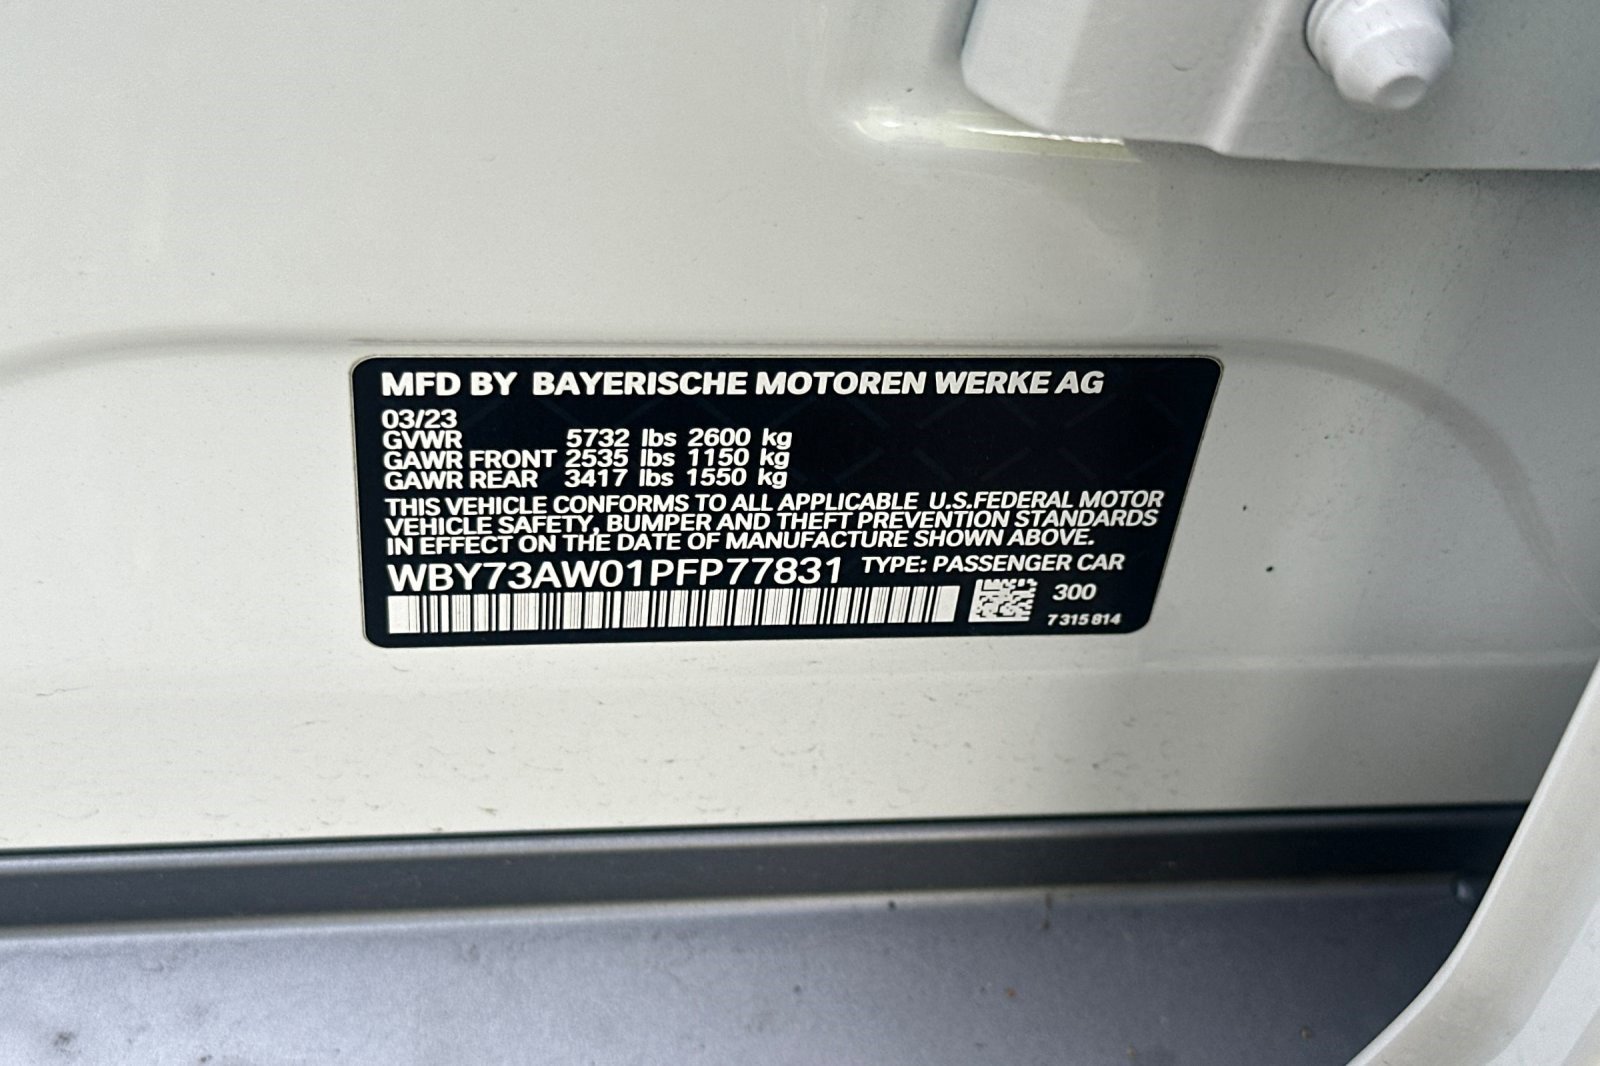 MFD BY BAYERISCHE MOTOREN WERKE AG
03/23
GVWR 5732 lbs 2600 kg
GAWR FRONT 2535 lbs 1150 kg
GAWR REAR 3417 lbs 1550 kg
THIS VEHICLE CONFORMS TO ALL APPLICABLE U.S.FEDERAL MOTOR
VEHICLE SAFETY, BUMPER AND THEFT PREVENTION STANDARDS
IN EFFECT ON THE DATE OF MANUFACTURE SHOWN ABOVE.
WBY73AW01PFP77831 TYPE: PASSENGER CAR
300
7 315 814